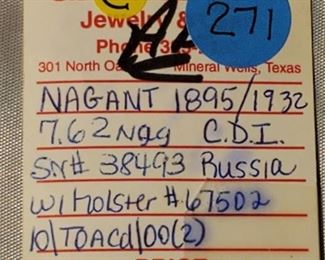 C
Jewelry &
271
Phone
301 North Oa Mineral Wells, Texas
NAGANT 1895/1932
7.62 Nag C.D.I.
SN# 38493 Russia
W/ Holster # 67502
10/TOACd/00(2)